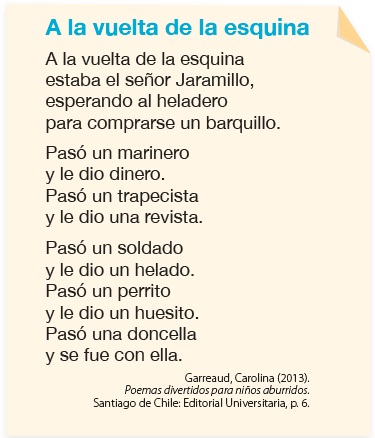 A la vuelta de la esquina
A la vuelta de la esquina
estaba el señor Jaramillo,
esperando al heladero
para comprarse un barquillo.
Pasó un marinero
y le dio dinero.
Pasó un trapecista
y le dio una revista.
Pasó un soldado
y le dio un helado.
Pasó un perrito
y le dio un huesito.
Pasó una doncella
y se fue con ella.
Garreaud, Carolina (2013).
Poemas divertidos para niños aburridos.
Santiago de Chile: Editorial Universitaria, p. 6.